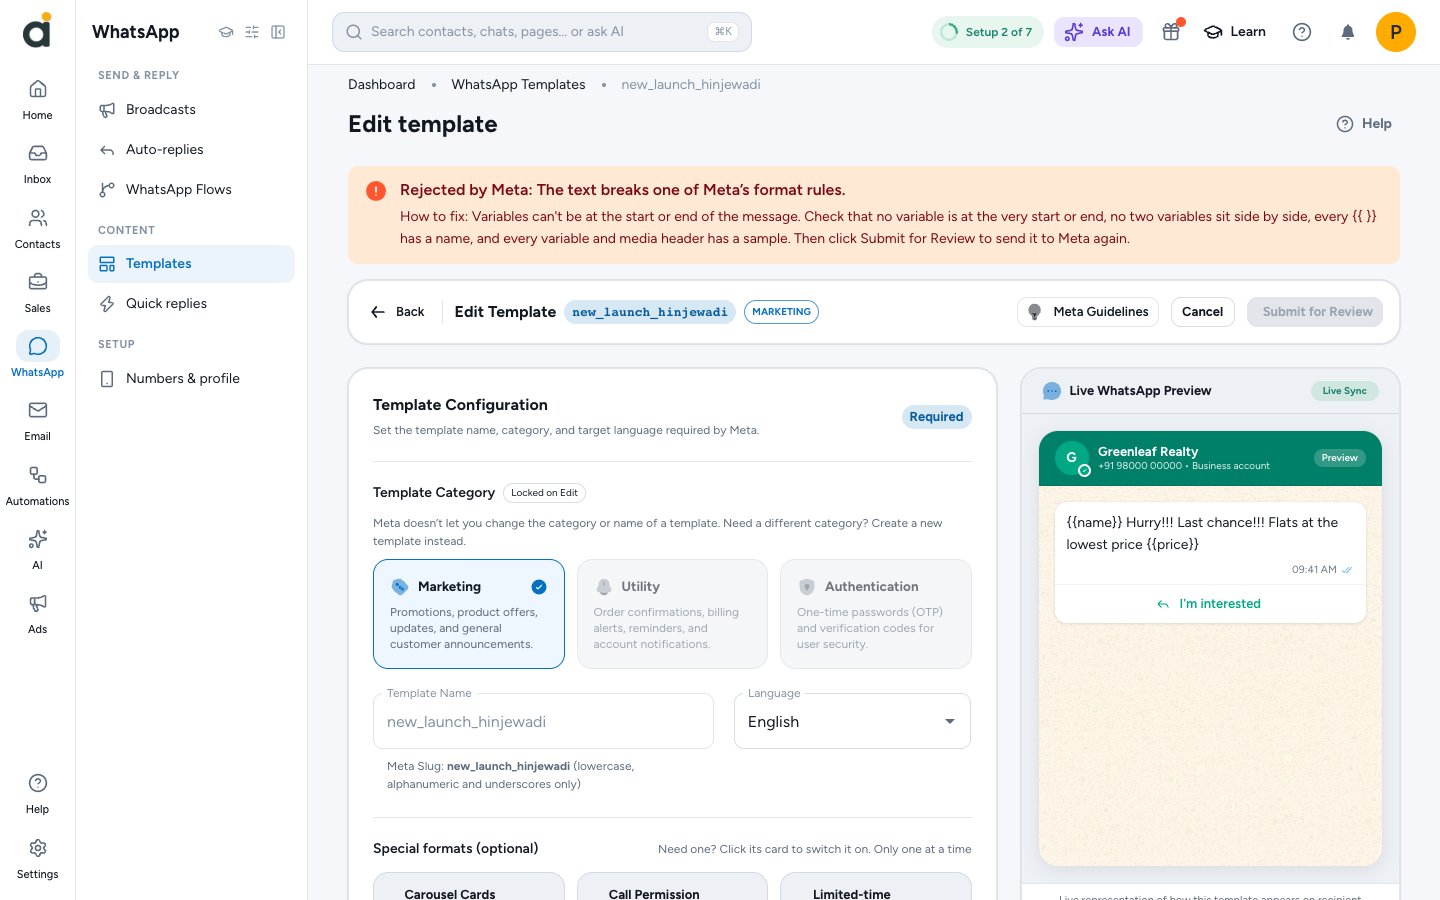 WhatsApp
Search contacts, chats, pages... or ask AI
⌘K
Setup 2 of 7
Ask AI
Learn
P
Home
Inbox
Contacts
Sales
WhatsApp
Email
Automations
AI
Ads
Help
Settings
SEND & REPLY
Broadcasts
Auto-replies
WhatsApp Flows
CONTENT
Templates
Quick replies
SETUP
Numbers & profile
Dashboard • WhatsApp Templates • new_launch_hinjewadi
Edit template
Help
Rejected by Meta: The text breaks one of Meta's format rules.
How to fix: Variables can't be at the start or end of the message. Check that no variable is at the very start or end, no two variables sit side by side, every {{ }}
has a name, and every variable and media header has a sample. Then click Submit for Review to send it to Meta again.
Back
Edit Template
new_launch_hinjewadi
MARKETING
Meta Guidelines
Cancel
Submit for Review
Template Configuration
Set the template name, category, and target language required by Meta.
Required
Template Category
Locked on Edit
Meta doesn't let you change the category or name of a template. Need a different category? Create a new
template instead.
Marketing
Promotions, product offers,
updates, and general
customer announcements.
Utility
Order confirmations, billing
alerts, reminders, and
account notifications.
Authentication
One-time passwords (OTP)
and verification codes for
user security.
Template Name
new_launch_hinjewadi
Language
English
Meta Slug: new_launch_hinjewadi (lowercase,
alphanumeric and underscores only)
Special formats (optional)
Need one? Click its card to switch it on. Only one at a time
Carousel Cards
Call Permission
Limited-time
Live WhatsApp Preview
Live Sync
G
Greenleaf Realty
+91 98000 00000 • Business account
Preview
{{name}} Hurry!!! Last chance!!! Flats at the
lowest price {{price}}
09:41 AM
I'm interested
Live representation of how this template appears on recipient